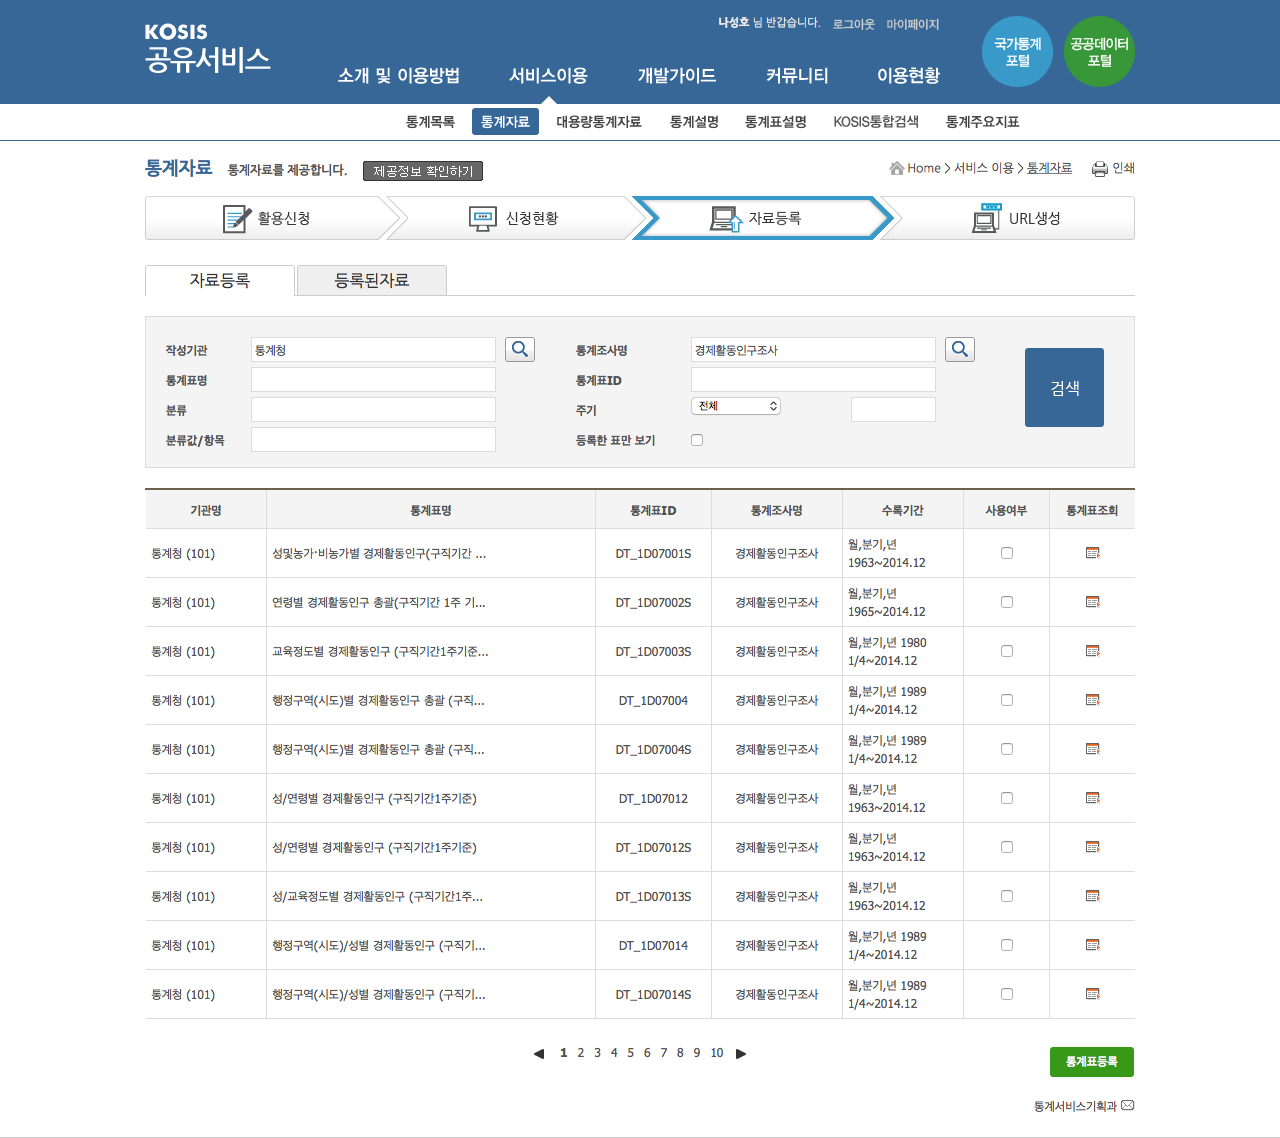 KOSIS
공유서비스
나성호 님 반갑습니다. 로그아웃 마이페이지
국가통계 포털
공공데이터 포털
소개 및 이용방법 서비스이용 개발가이드 커뮤니티 이용현황
통계목록 통계자료 대용량통계자료 통계설명 통계표설명 KOSIS통합검색 통계주요지표
통계자료 통계자료를 제공합니다. 제공정보 확인하기 Home > 서비스 이용 > 통계자료 인쇄
활용신청 신청현황 자료등록 URL생성
자료등록 등록된자료
작성기관 통계청 통계조사명 경제활동인구조사
통계표명 통계표ID
분류 주기 전체
분류값/항목 등록한 표만 보기
검색
기관명 통계표명 통계표ID 통계조사명 수록기간 사용여부 통계표조회
통계청 (101) 성및농가·비농가별 경제활동인구(구직기간 ... DT_1D07001S 경제활동인구조사 월,분기,년 1963~2014.12
통계청 (101) 연령별 경제활동인구 총괄(구직기간 1주 기... DT_1D07002S 경제활동인구조사 월,분기,년 1965~2014.12
통계청 (101) 교육정도별 경제활동인구 (구직기간1주기준... DT_1D07003S 경제활동인구조사 월,분기,년 1980 1/4~2014.12
통계청 (101) 행정구역(시도)별 경제활동인구 총괄 (구직... DT_1D07004 경제활동인구조사 월,분기,년 1989 1/4~2014.12
통계청 (101) 행정구역(시도)별 경제활동인구 총괄 (구직... DT_1D07004S 경제활동인구조사 월,분기,년 1989 1/4~2014.12
통계청 (101) 성/연령별 경제활동인구 (구직기간1주기준) DT_1D07012 경제활동인구조사 월,분기,년 1963~2014.12
통계청 (101) 성/연령별 경제활동인구 (구직기간1주기준) DT_1D07012S 경제활동인구조사 월,분기,년 1963~2014.12
통계청 (101) 성/교육정도별 경제활동인구 (구직기간1주... DT_1D07013S 경제활동인구조사 월,분기,년 1963~2014.12
통계청 (101) 행정구역(시도)/성별 경제활동인구 (구직기... DT_1D07014 경제활동인구조사 월,분기,년 1989 1/4~2014.12
통계청 (101) 행정구역(시도)/성별 경제활동인구 (구직기... DT_1D07014S 경제활동인구조사 월,분기,년 1989 1/4~2014.12
◀ 1 2 3 4 5 6 7 8 9 10 ▶
통계표등록
통계서비스기획과